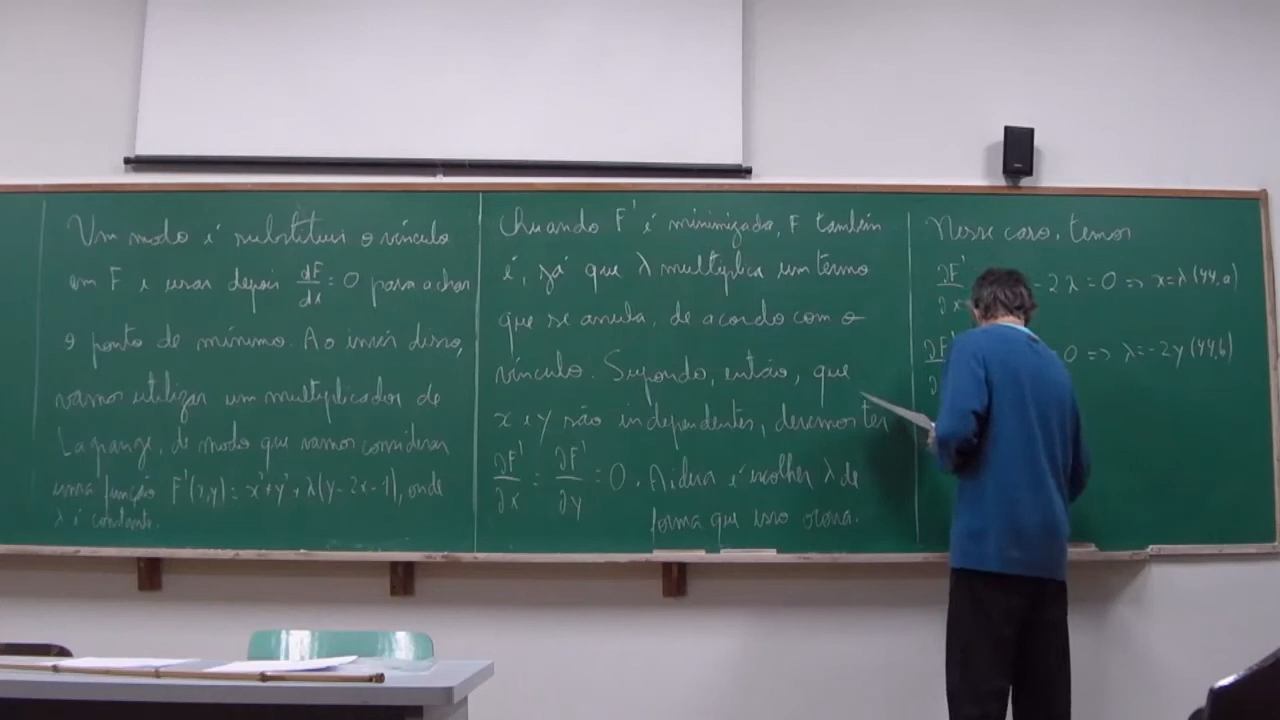 Um modo é substituir o vínculo
em F e usar depois dF/dx = 0 para achar
o ponto de mínimo. Ao invés disso,
vamos utilizar um multiplicador de
Lagrange, de modo que vamos considerar
uma função F'(x,y) = x²+y²+λ(y-2x-1), onde
λ é constante.
Quando F' é minimizada, F também
é, já que λ multiplica um termo
que se anula, de acordo com o
vínculo. Supondo, então, que
x e y são independentes, devemos ter
∂F'/∂x = ∂F'/∂y = 0. A ideia é escolher λ de
forma que isso ocorra.
Nesse caso, temos
∂F'/∂x - 2λ = 0 => x = λ (44,a)
∂F' 0 => λ = -2y (44,b)